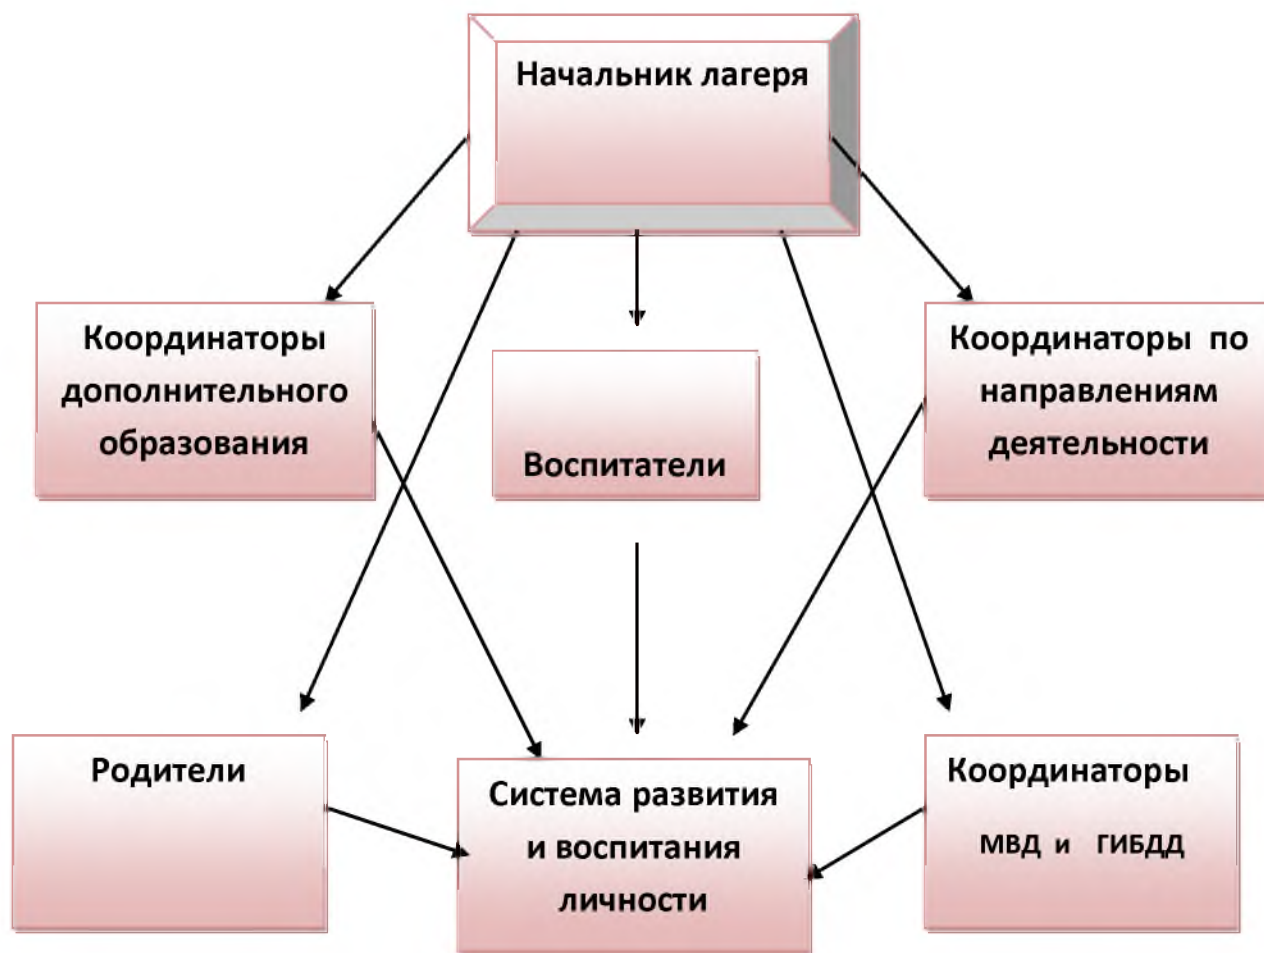 Начальник лагеря
Координаторы
дополнительного
образования
Воспитатели
Координаторы по
направлениям
деятельности
Родители
Система развития
и воспитания
личности
Координаторы
МВД и ГИБДД